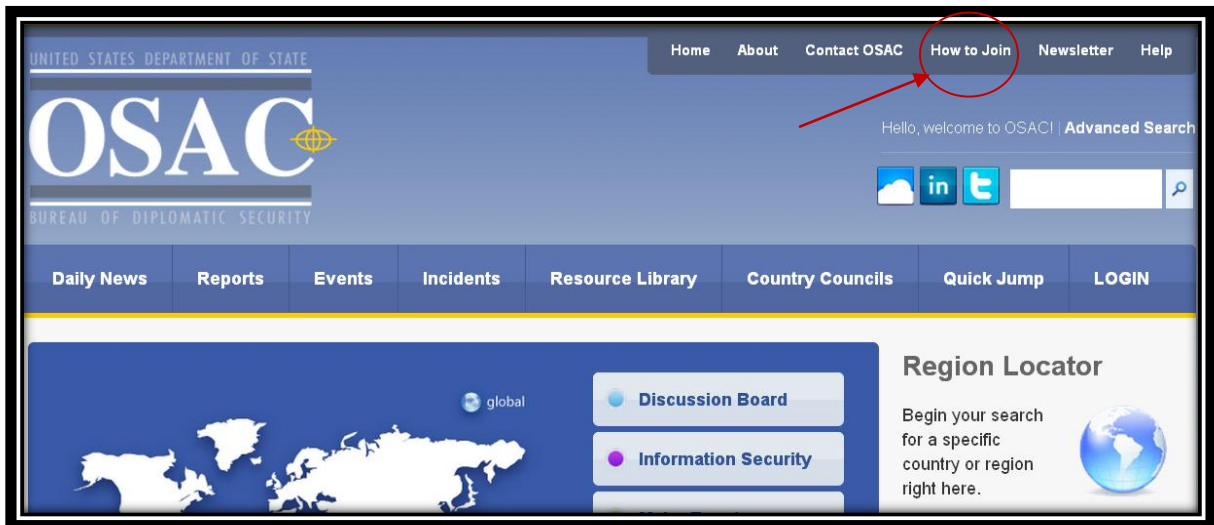 Home About Contact OSAC How to Join Newsletter Help
UNITED STATES DEPARTMENT OF STATE
OSAC
BUREAU OF DIPLOMATIC SECURITY
Hello, welcome to OSAC! | Advanced Search
in t
Daily News Reports Events Incidents Resource Library Country Councils Quick Jump LOGIN
global
Discussion Board
Information Security
Region Locator
Begin your search
for a specific
country or region
right here.